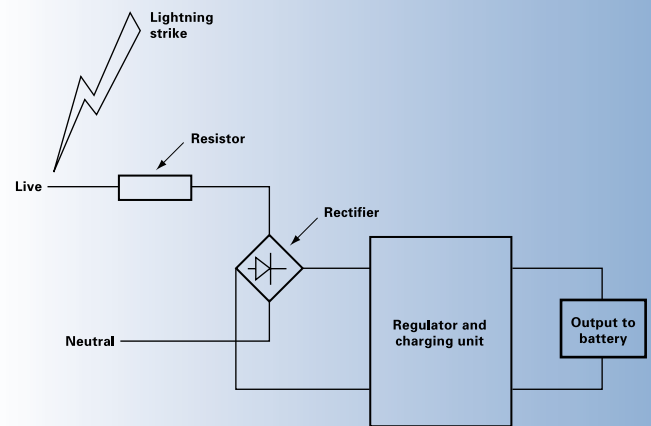 Lightning
strike
Resistor
Live
Rectifier
Neutral
Regulator and
charging unit
Output to
battery